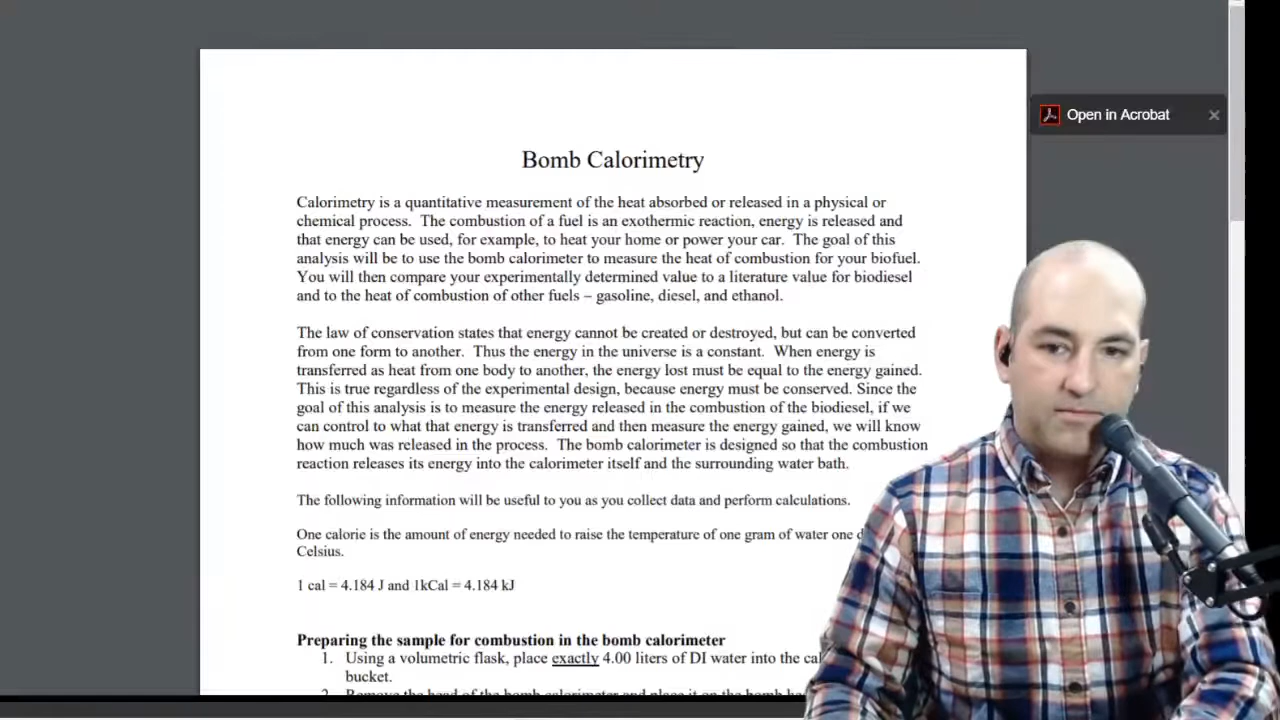 Open in Acrobat
Bomb Calorimetry
Calorimetry is a quantitative measurement of the heat absorbed or released in a physical or
chemical process. The combustion of a fuel is an exothermic reaction, energy is released and
that energy can be used, for example, to heat your home or power your car. The goal of this
analysis will be to use the bomb calorimeter to measure the heat of combustion for your biofuel.
You will then compare your experimentally determined value to a literature value for biodiesel
and to the heat of combustion of other fuels – gasoline, diesel, and ethanol.
The law of conservation states that energy cannot be created or destroyed, but can be converted
from one form to another. Thus the energy in the universe is a constant. When energy is
transferred as heat from one body to another, the energy lost must be equal to the energy gained.
This is true regardless of the experimental design, because energy must be conserved. Since the
goal of this analysis is to measure the energy released in the combustion of the biodiesel, if we
can control to what that energy is transferred and then measure the energy gained, we will know
how much was released in the process. The bomb calorimeter is designed so that the combustion
reaction releases its energy into the calorimeter itself and the surrounding water bath.
The following information will be useful to you as you collect data and perform calculations.
One calorie is the amount of energy needed to raise the temperature of one gram of water one
Celsius.
1 cal = 4.184 J and 1kCal = 4.184 kJ
Preparing the sample for combustion in the bomb calorimeter
1. Using a volumetric flask, place exactly 4.00 liters of DI water into the
bucket.
2. Remove the head of the bomb calorimeter and place it on the bomb